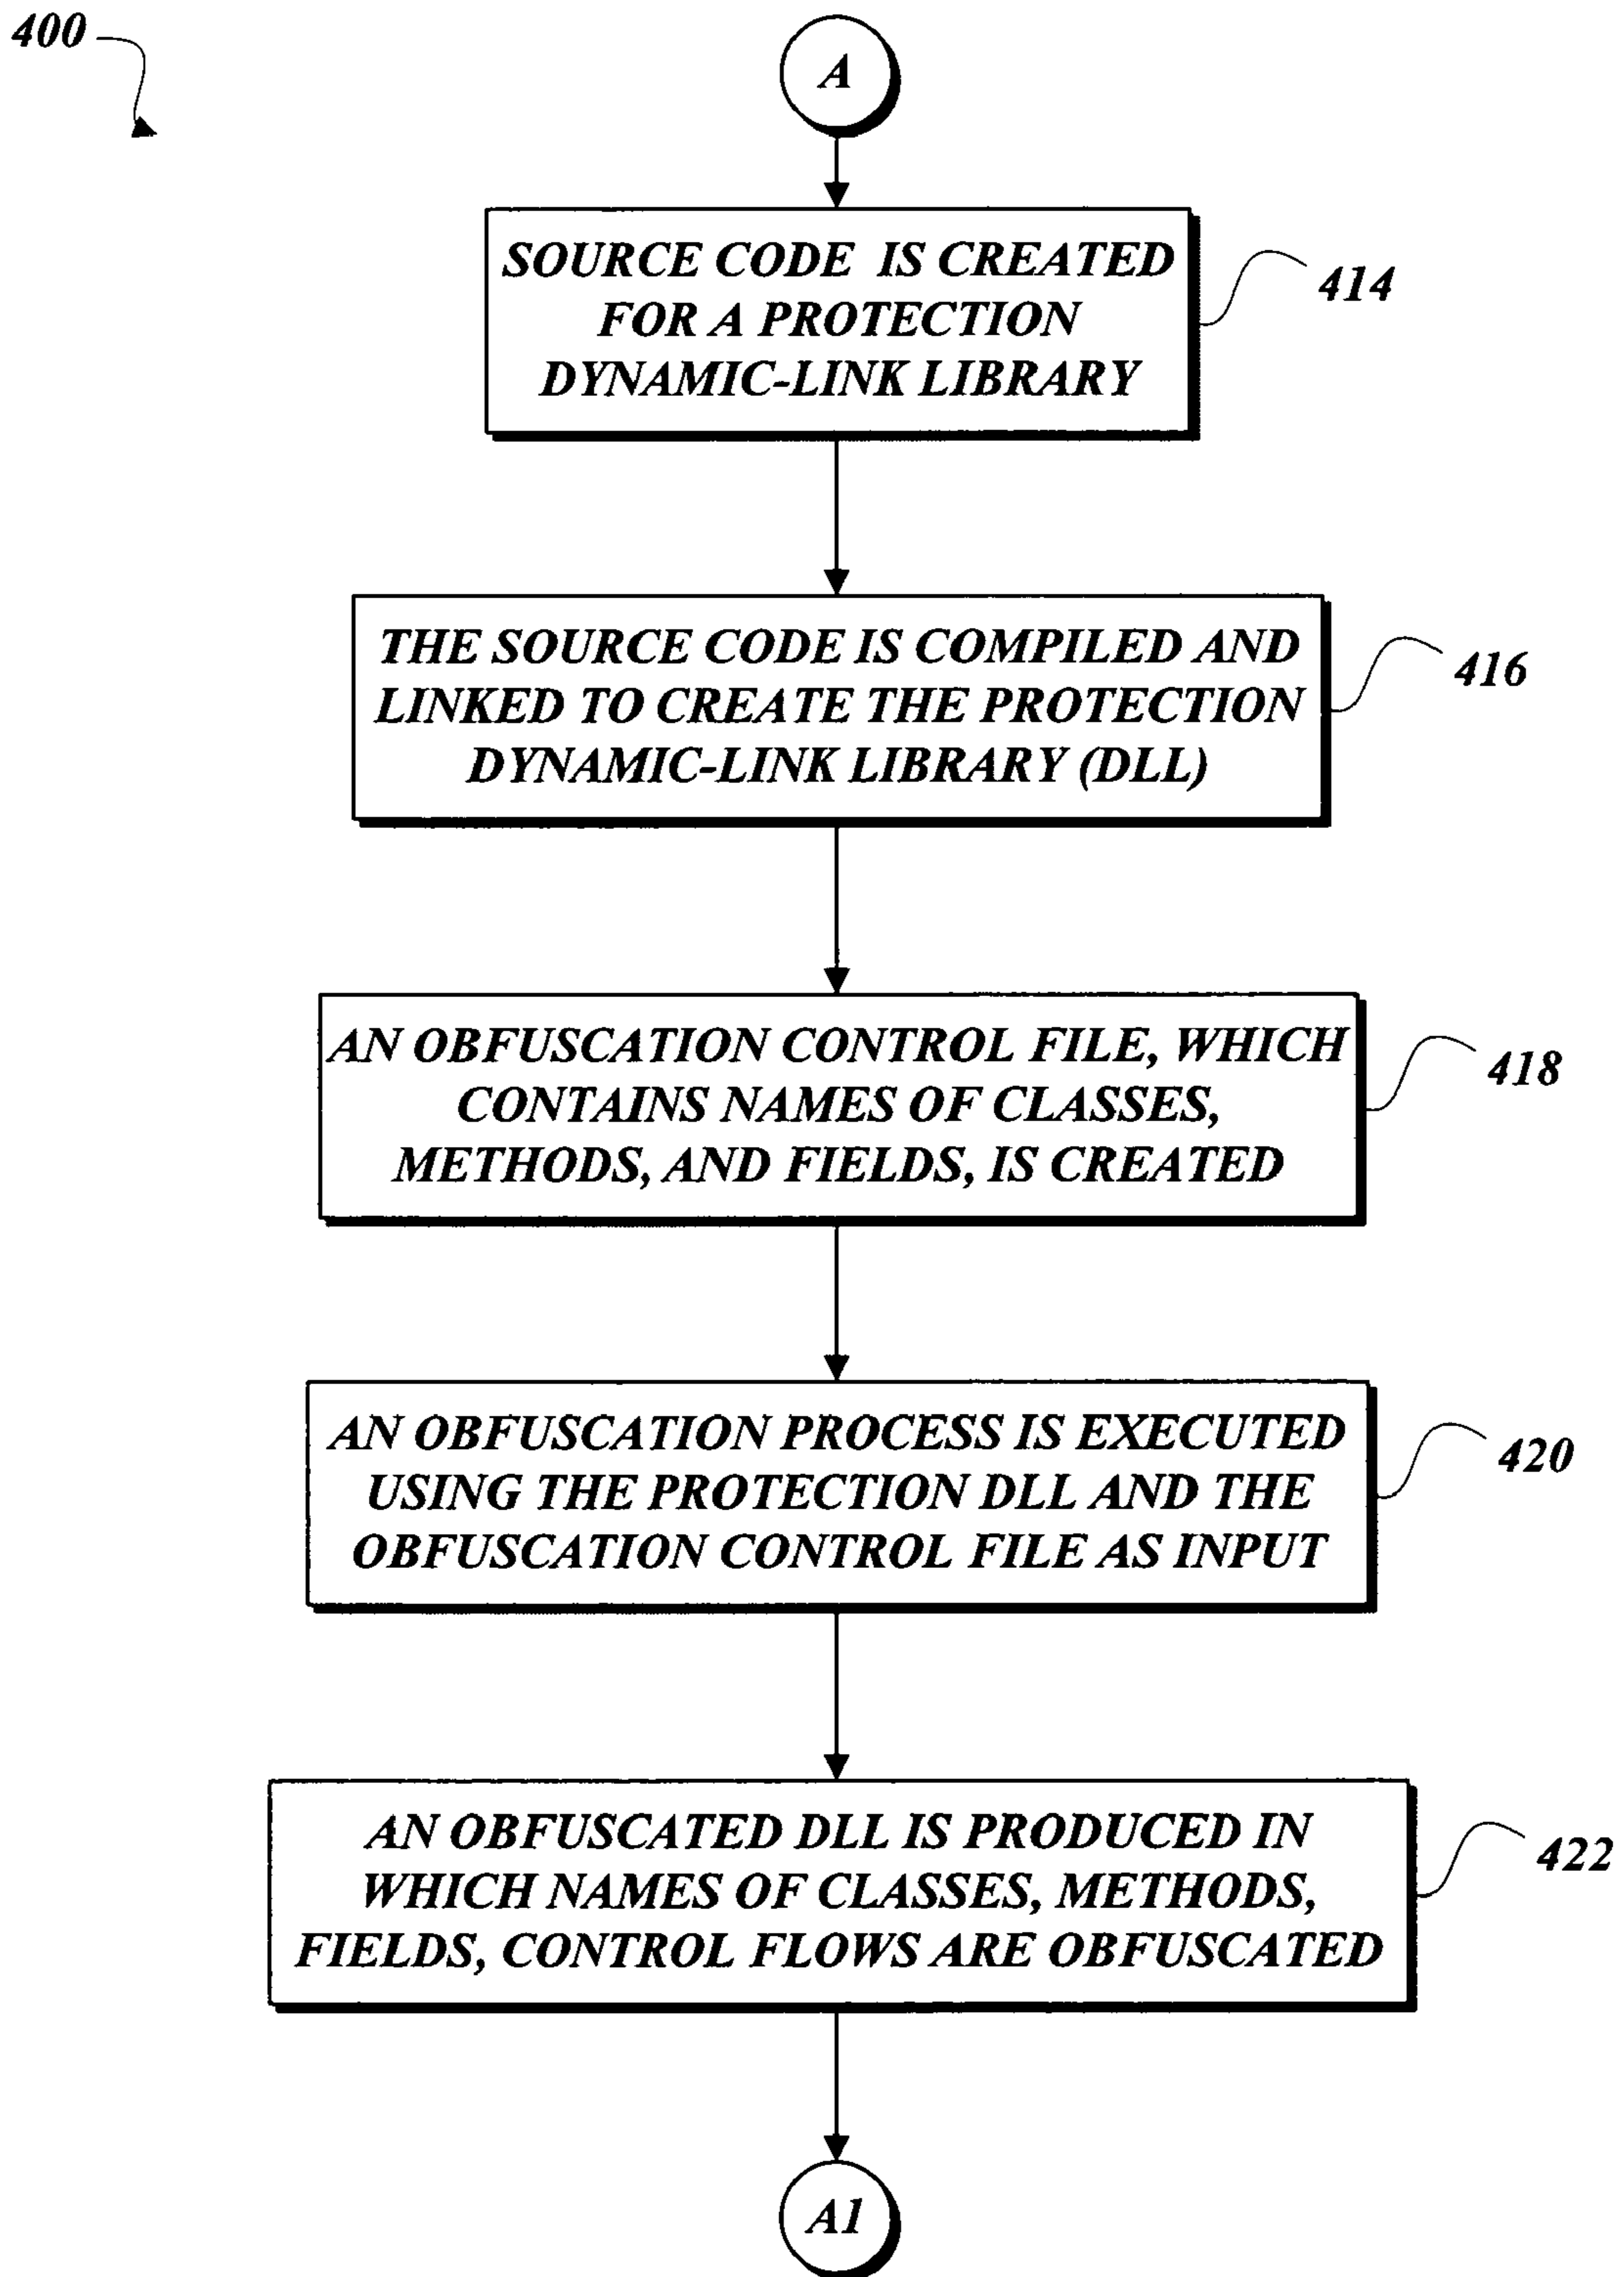 400
A
SOURCE CODE IS CREATED
FOR A PROTECTION
DYNAMIC-LINK LIBRARY
414
THE SOURCE CODE IS COMPILED AND
LINKED TO CREATE THE PROTECTION
DYNAMIC-LINK LIBRARY (DLL)
416
AN OBFUSCATION CONTROL FILE, WHICH
CONTAINS NAMES OF CLASSES,
METHODS, AND FIELDS, IS CREATED
418
AN OBFUSCATION PROCESS IS EXECUTED
USING THE PROTECTION DLL AND THE
OBFUSCATION CONTROL FILE AS INPUT
420
AN OBFUSCATED DLL IS PRODUCED IN
WHICH NAMES OF CLASSES, METHODS,
FIELDS, CONTROL FLOWS ARE OBFUSCATED
422
A1